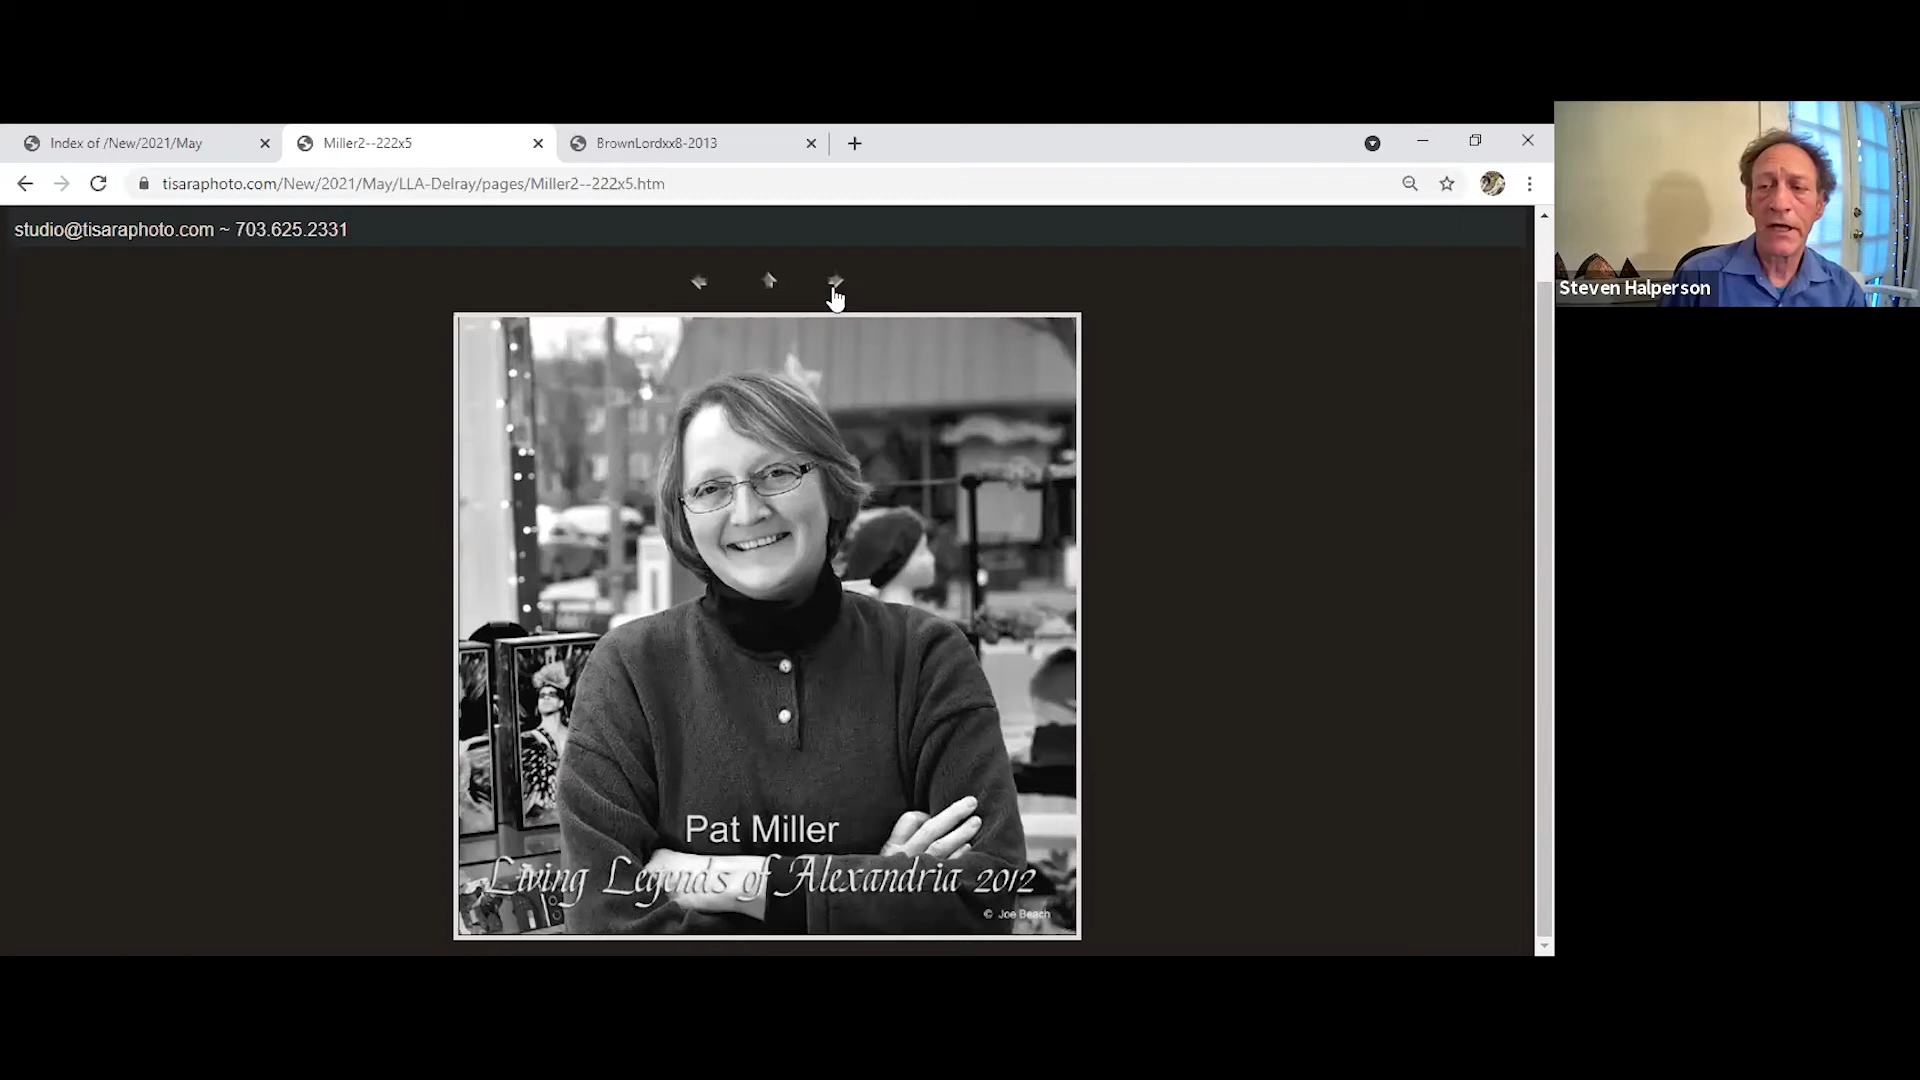 Index of /New/2021/May
Miller2--222x5
BrownLordxx8-2013
tisaraphoto.com/New/2021/May/LLA-Delray/pages/Miller2--222x5.htm
studio@tisaraphoto.com ~ 703.625.2331
Steven Halperson
Pat Miller
Living Legends of Alexandria 2012
© Joe Beach